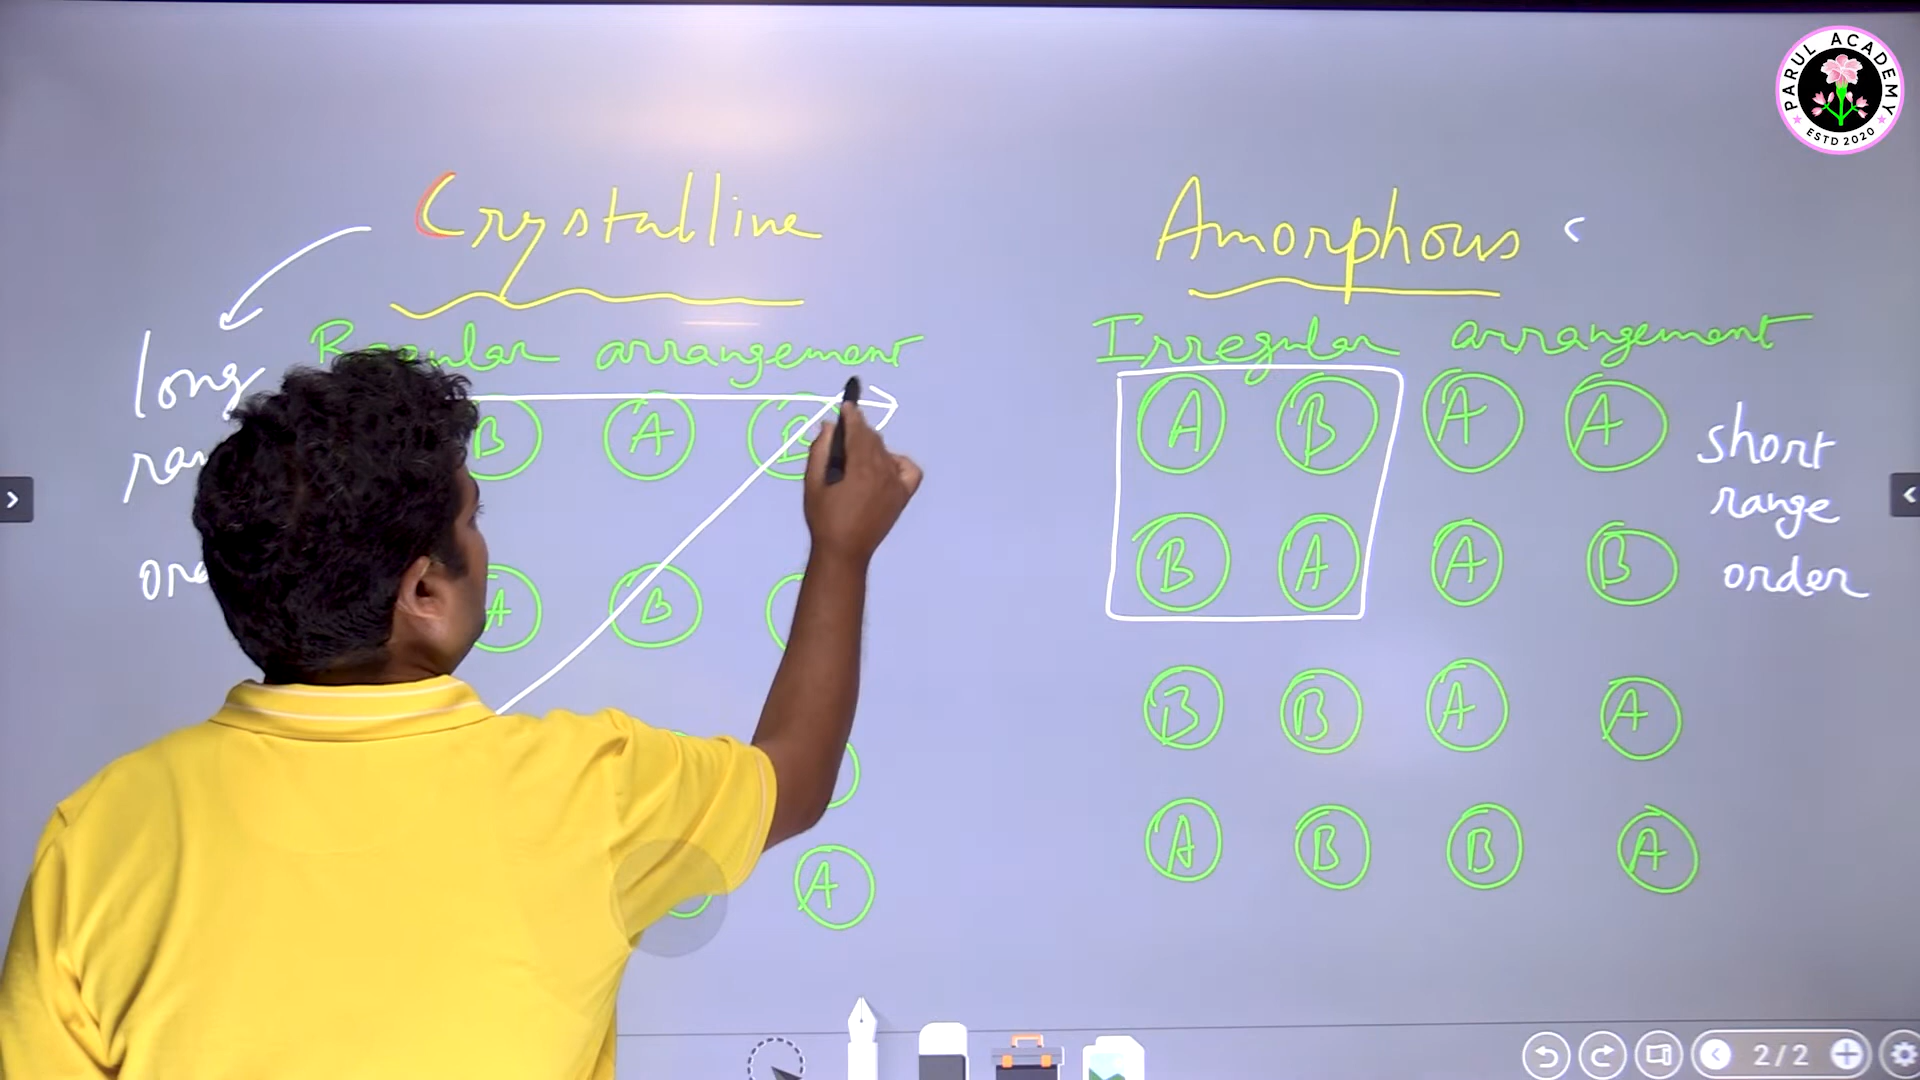 PARUL ACADEMY
ESTD 2020
Crystalline
Amorphous
Regular arrangement
Irregular arrangement
long
B A B
A B A A
short
range
order
A B
B A A B
B B A A
A
A B B A
2/2